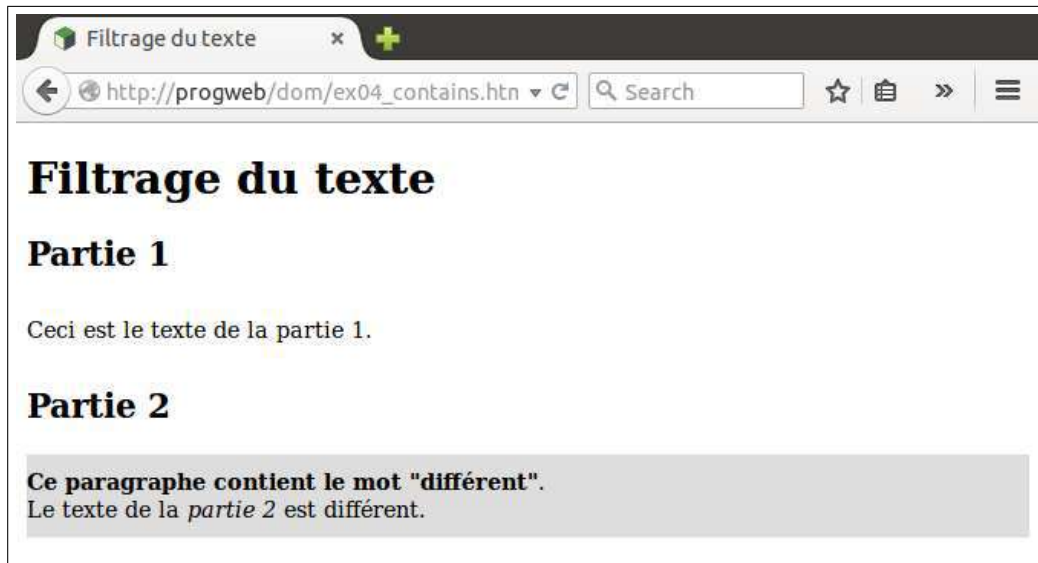 Filtrage du texte
http://progweb/dom/ex04_contains.htn
Search
Filtrage du texte
Partie 1
Ceci est le texte de la partie 1.
Partie 2
Ce paragraphe contient le mot "différent".
Le texte de la partie 2 est différent.